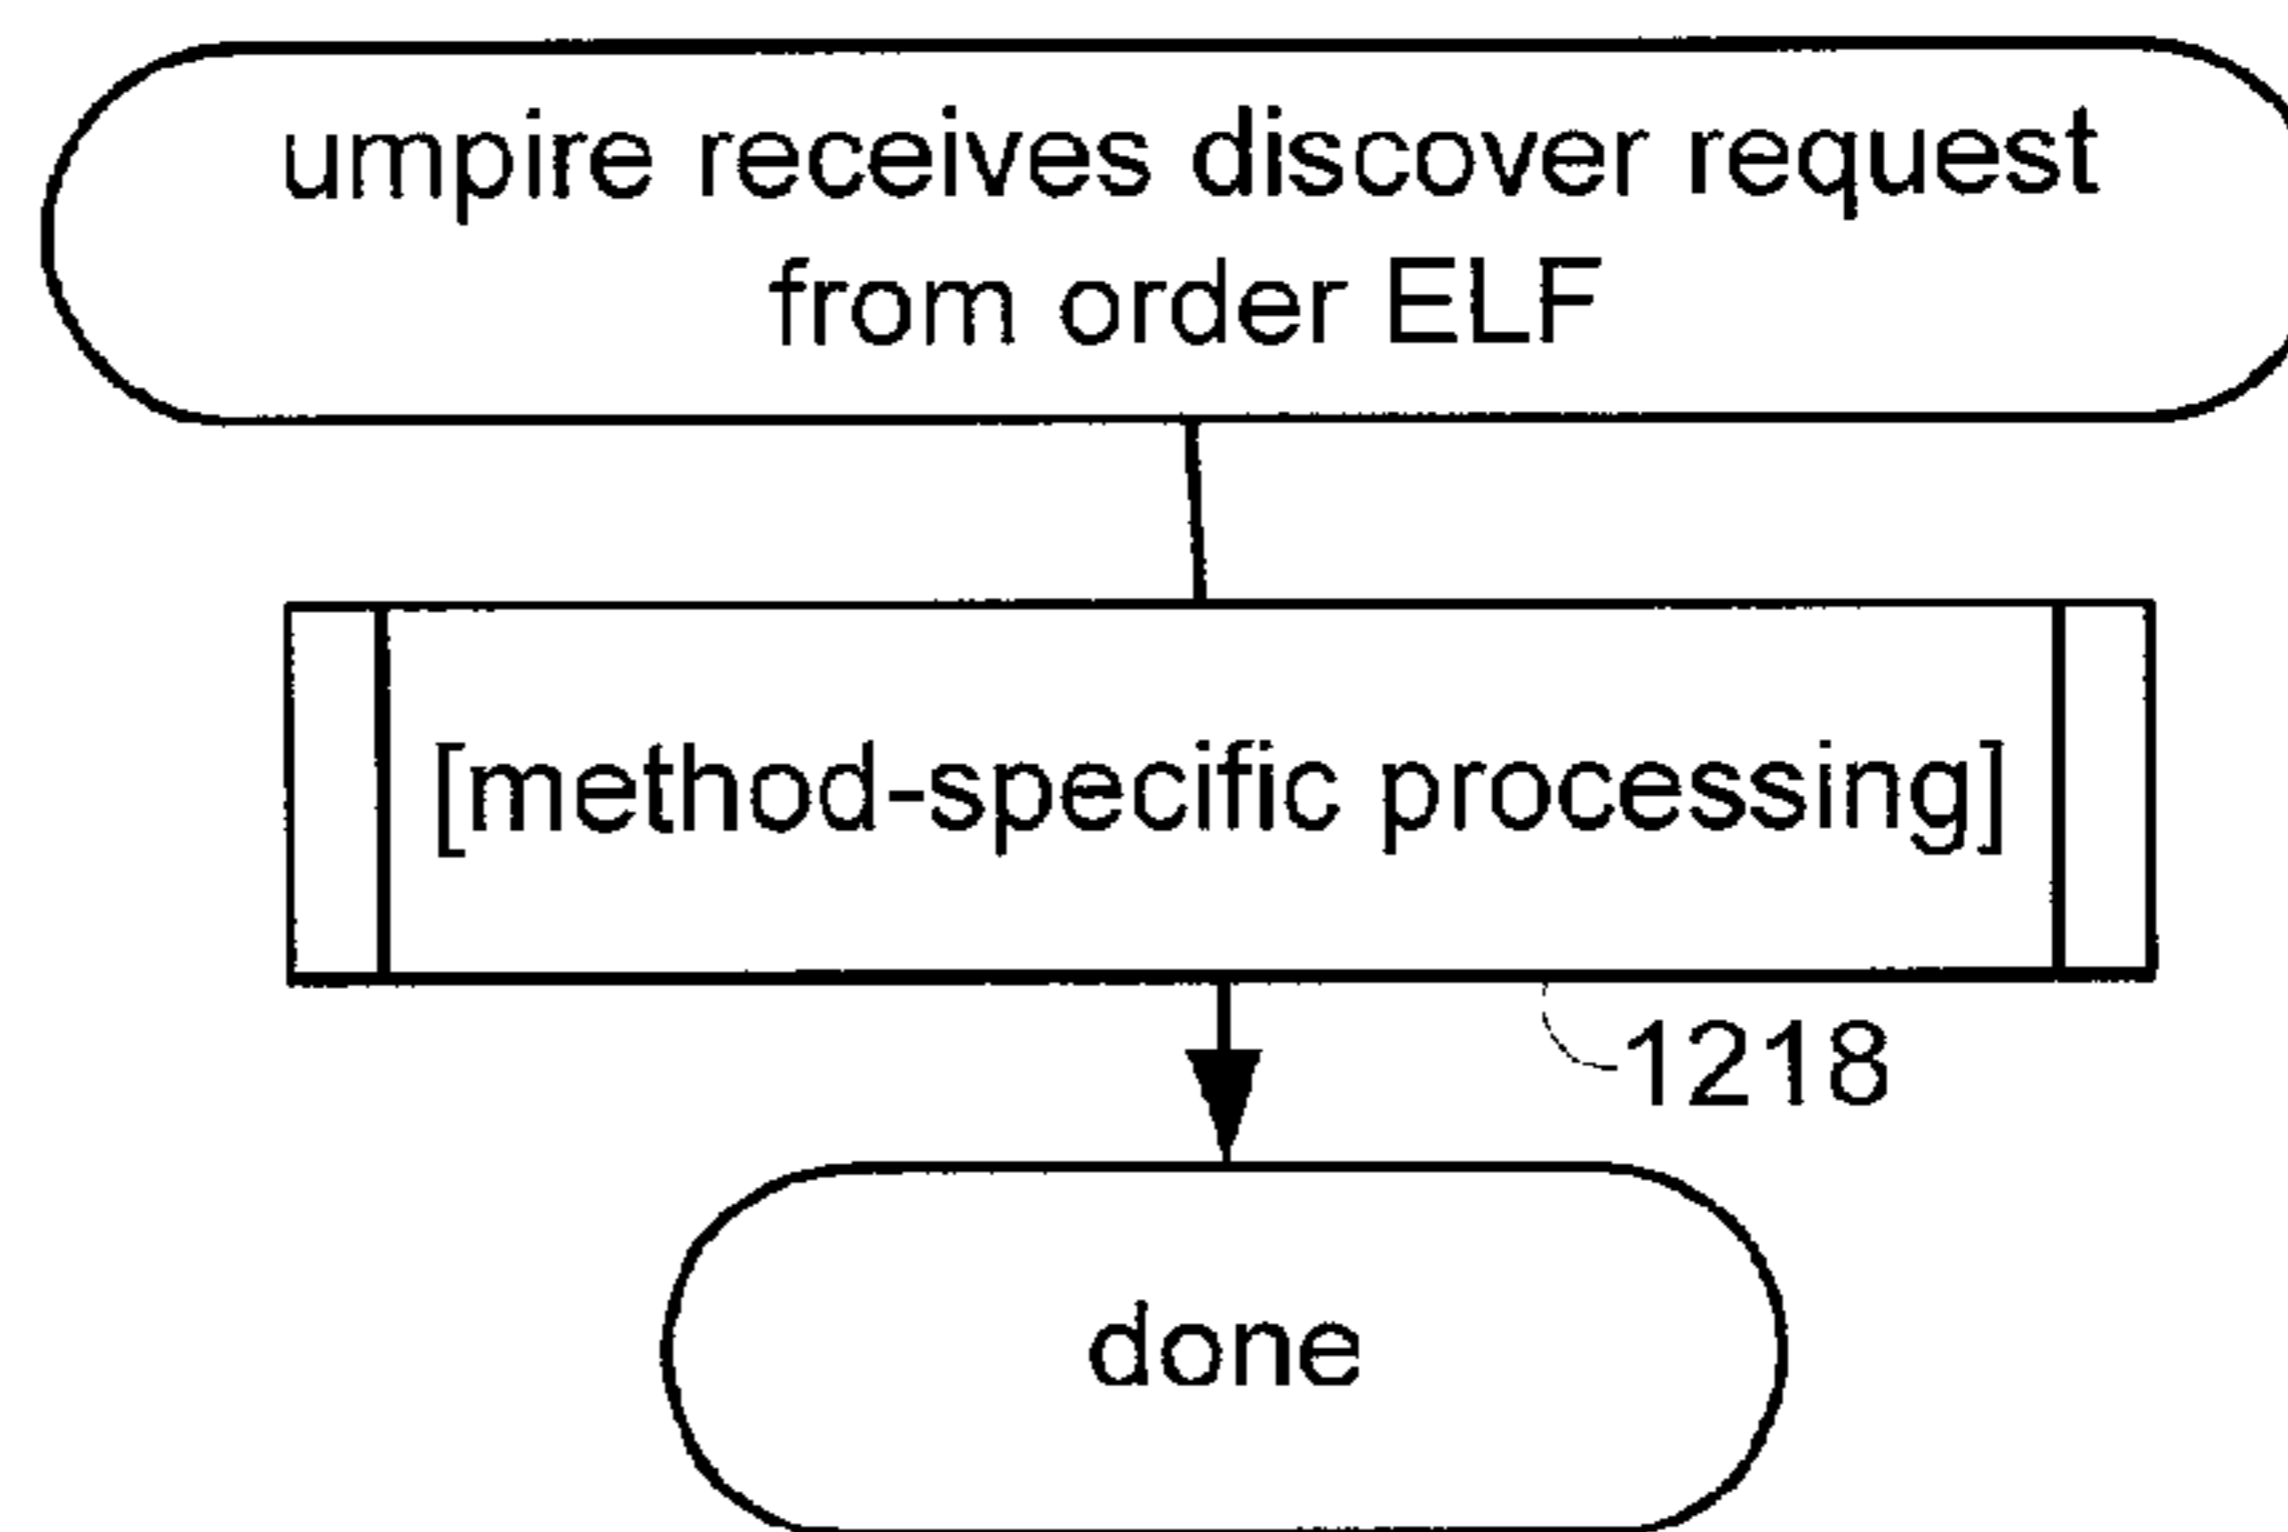 umpire receives discover request
from order ELF
[method-specific processing]
1218
done